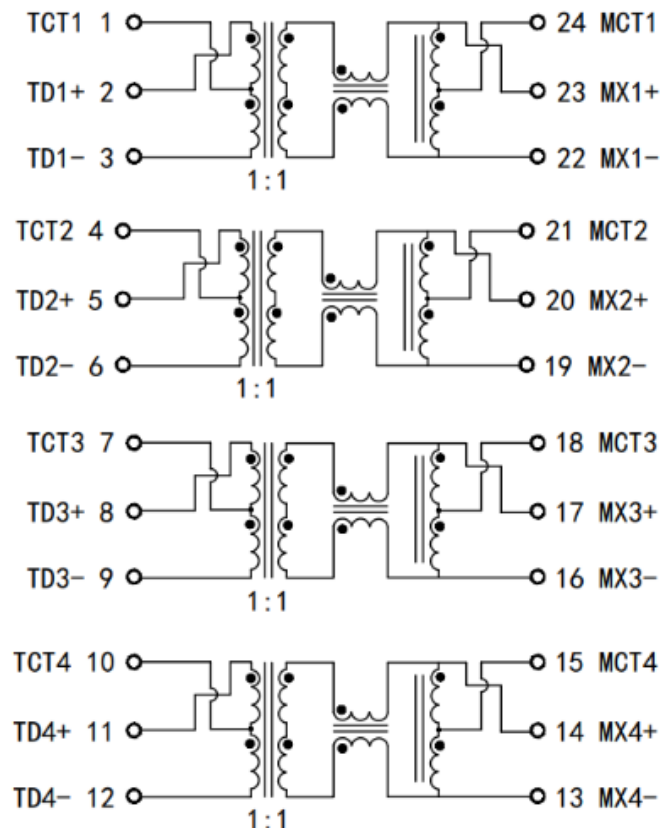 TCT1 1 24 MCT1
TD1+ 2 23 MX1+
TD1- 3 22 MX1-
1:1
TCT2 4 21 MCT2
TD2+ 5 20 MX2+
TD2- 6 19 MX2-
1:1
TCT3 7 18 MCT3
TD3+ 8 17 MX3+
TD3- 9 16 MX3-
1:1
TCT4 10 15 MCT4
TD4+ 11 14 MX4+
TD4- 12 13 MX4-
1:1